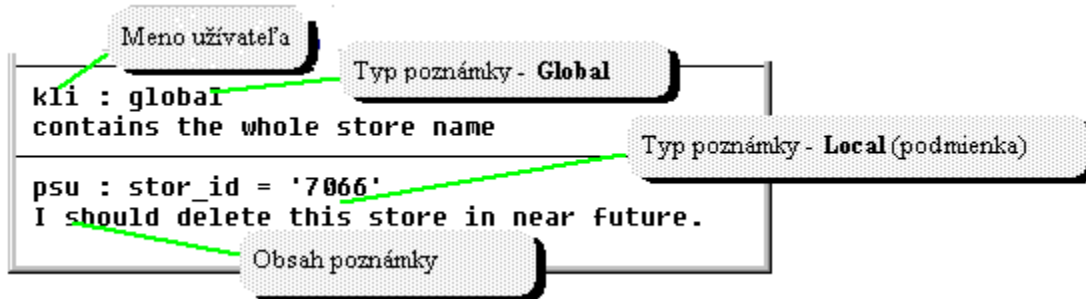 Meno užívateľa
Typ poznámky - Global
kli : global
contains the whole store name
Typ poznámky - Local (podmienka)
psu : stor_id = '7066'
I should delete this store in near future.
Obsah poznámky